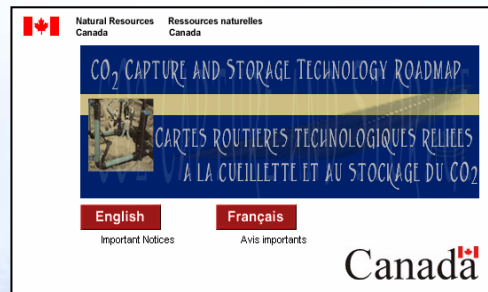 Natural Resources Ressources naturelles
Canada Canada
CO2 CAPTURE AND STORAGE TECHNOLOGY ROADMAP
CARTES ROUTIERES TECHNOLOGIQUES RELIEES
A LA CUEILLETTE ET AU STOCKAGE DU CO2
English Français
Important Notices Avis importants
Canada